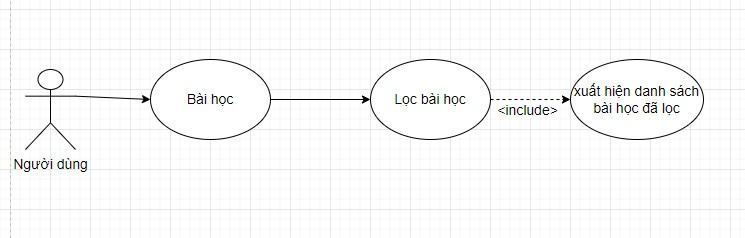 Bài học
Lọc bài học
xuất hiện danh sách
bài học đã lọc
<include>
Người dùng